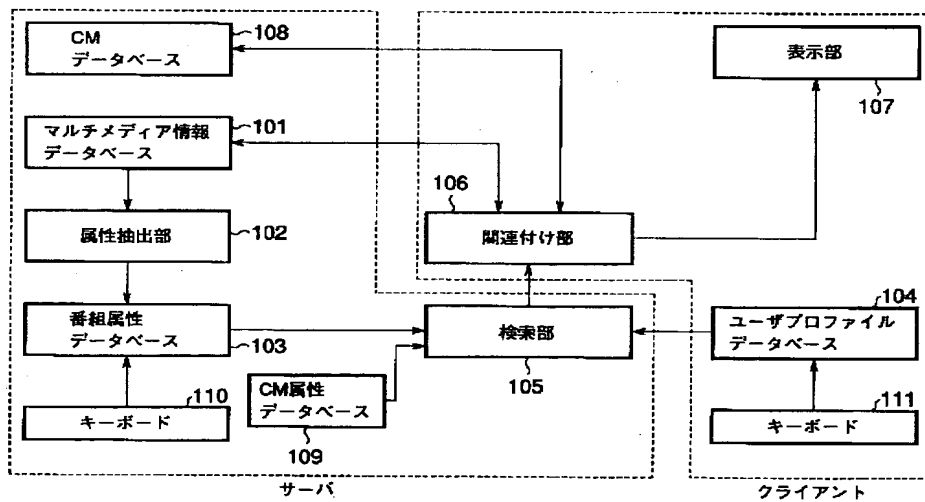 CM
データベース
108
表示部
107
マルチメディア情報
データベース
101
106
関連付け部
属性抽出部
102
番組属性
データベース
103
検索部
105
104
ユーザプロファイル
データベース
CM属性
データベース
109
110
キーボード
111
キーボード
サーバ
クライアント